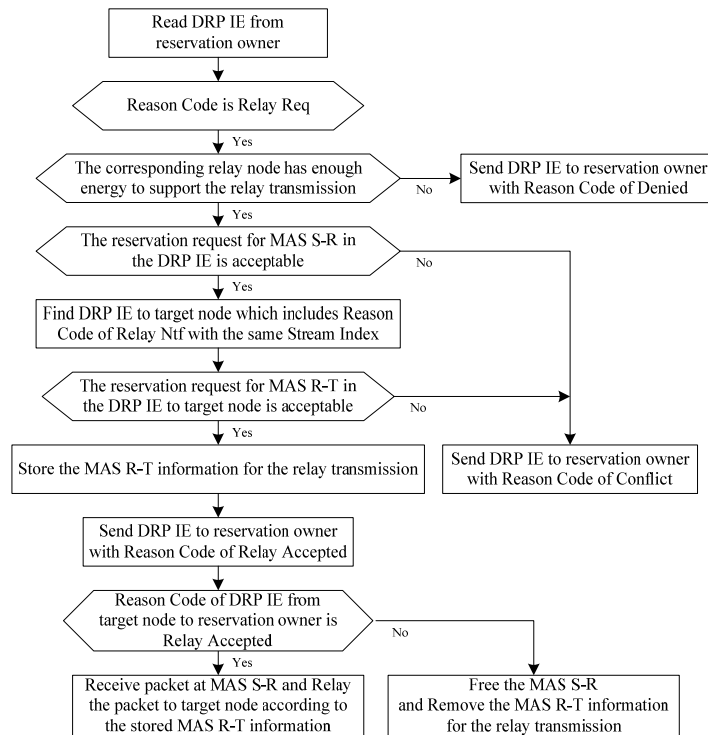 Read DRP IE from
reservation owner
Reason Code is Relay Req
Yes
The corresponding relay node has enough
energy to support the relay transmission
No
Send DRP IE to reservation owner
with Reason Code of Denied
Yes
The reservation request for MAS S-R in
the DRP IE is acceptable
No
Yes
Find DRP IE to target node which includes Reason
Code of Relay Ntf with the same Stream Index
The reservation request for MAS R-T in
the DRP IE to target node is acceptable
No
Yes
Store the MAS R-T information for the relay transmission
Send DRP IE to reservation owner
with Reason Code of Conflict
Send DRP IE to reservation owner
with Reason Code of Relay Accepted
Reason Code of DRP IE from
target node to reservation owner is
Relay Accepted
No
Yes
Receive packet at MAS S-R and Relay
the packet to target node according to
the stored MAS R-T information
Free the MAS S-R
and Remove the MAS R-T information
for the relay transmission